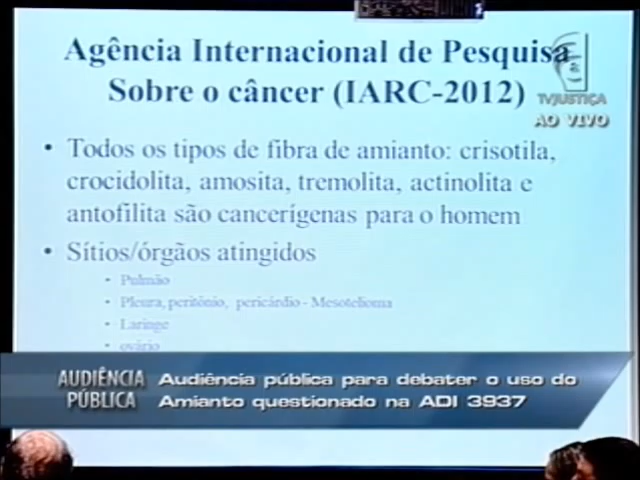 Agência Internacional de Pesquisa
Sobre o câncer (IARC-2012)
TVJUSTIÇA
AO VIVO
• Todos os tipos de fibra de amianto: crisotila,
crocidolita, amosita, tremolita, actinolita e
antofilita são cancerígenas para o homem
• Sítios/órgãos atingidos
• Pulmão
• Pleura, peritônio, pericárdio - Mesotelioma
• Laringe
• ovário
AUDIÊNCIA
PÚBLICA
Audiência pública para debater o uso do
Amianto questionado na ADI 3937